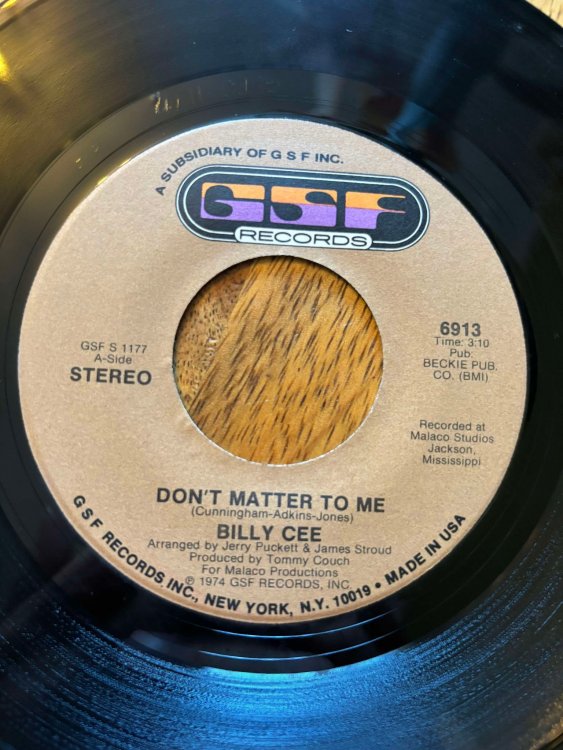 A SUBSIDIARY OF G S F INC.
GSF
RECORDS
GSF S 1177
A-Side
STEREO
6913
Time: 3:10
Pub:
BECKIE PUB.
CO. (BMI)
Recorded at
Malaco Studios
Jackson,
Mississippi
DON'T MATTER TO ME
(Cunningham-Adkins-Jones)
BILLY CEE
Arranged by Jerry Puckett & James Stroud
Produced by Tommy Couch
For Malaco Productions
℗ 1974 GSF RECORDS, INC.
G S F RECORDS INC., NEW YORK, N.Y. 10019 • MADE IN USA